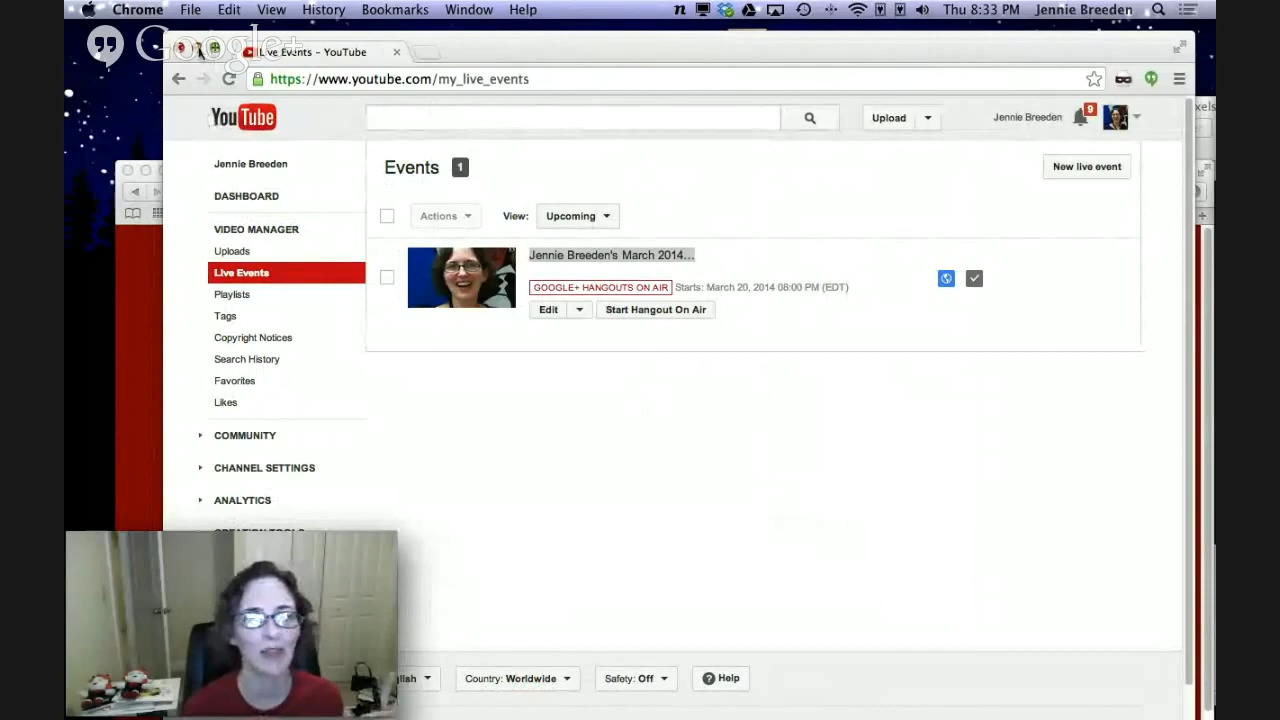 Chrome File Edit View History Bookmarks Window Help Thu 8:33 PM Jennie Breeden
Google+
Live Events – YouTube
https://www.youtube.com/my_live_events
YouTube
Upload
Jennie Breeden
9
Jennie Breeden
Events 1
New live event
DASHBOARD
Actions
View:
Upcoming
VIDEO MANAGER
Uploads
Live Events
Playlists
Tags
Copyright Notices
Search History
Favorites
Likes
Jennie Breeden's March 2014...
GOOGLE+ HANGOUTS ON AIR Starts: March 20, 2014 08:00 PM (EDT)
Edit
Start Hangout On Air
COMMUNITY
CHANNEL SETTINGS
ANALYTICS
Country: Worldwide
Safety: Off
Help